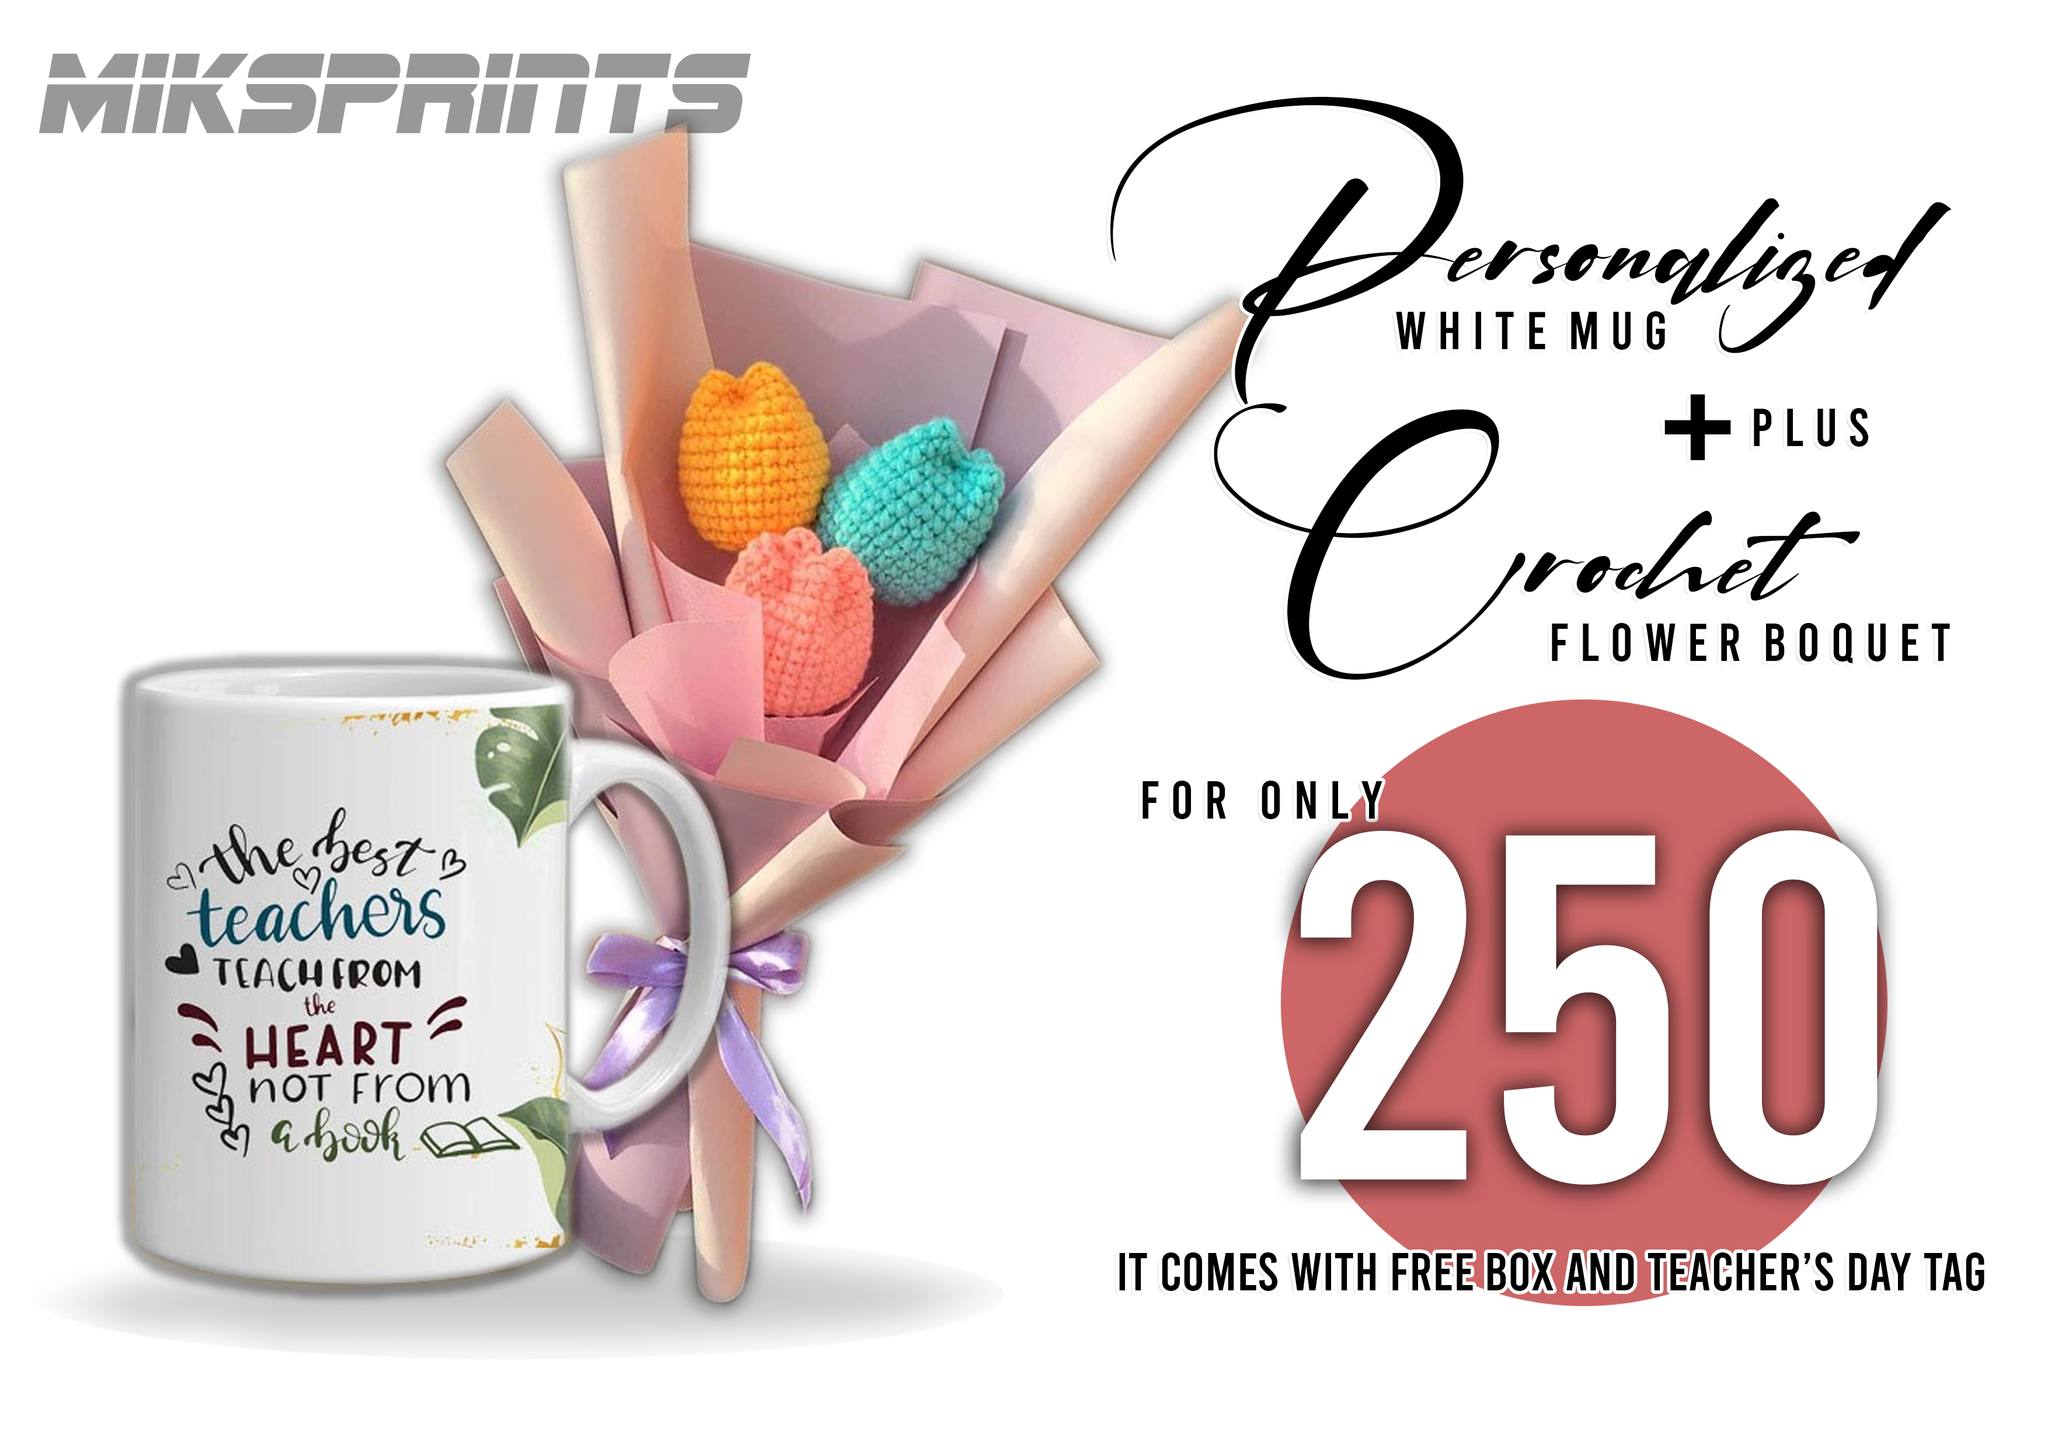 MIKSPRINTS
Personalized
WHITE MUG
+ PLUS
Crochet
FLOWER BOQUET
FOR ONLY
250
IT COMES WITH FREE BOX AND TEACHER'S DAY TAG
the best
teachers
TEACH FROM
the
HEART
NOT FROM
a book